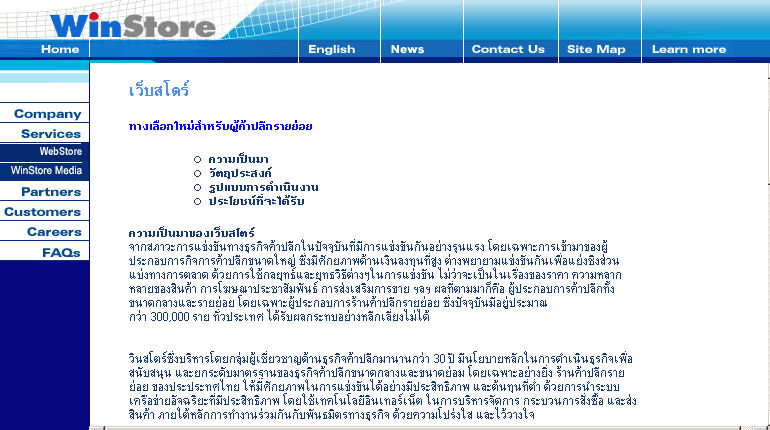 WinStore
Home English News Contact Us Site Map Learn more
Company
Services
WebStore
WinStore Media
Partners
Customers
Careers
FAQs
เว็บสโตว์
ทางเลือกใหม่สำหรับผู้ค้าปลีกรายย่อย
ความเป็นมา
วัตถุประสงค์
รูปแบบการดำเนินงาน
ประโยชน์ที่จะได้รับ
ความเป็นมาของเว็บสโตร์
จากสภาวะการแข่งขันทางธุรกิจค้าปลีกในปัจจุบันที่มีการแข่งขันกันอย่างรุนแรง โดยเฉพาะการเข้ามาของผู้
ประกอบการกิจการค้าปลีกขนาดใหญ่ ซึ่งมีศักยภาพด้านเงินลงทุนที่สูง ต่างพยายามแข่งขันกันเพื่อแย่งชิงส่วน
แบ่งทางการตลาด ด้วยการใช้กลยุทธ์และยุทธวิธีต่างๆในการแข่งขัน ไม่ว่าจะเป็นในเรื่องของราคา ความหลาก
หลายของสินค้า การโฆษณาประชาสัมพันธ์ การส่งเสริมการขาย ฯลฯ ผลที่ตามมาก็คือ ผู้ประกอบการค้าปลีกทั้ง
ขนาดกลางและรายย่อย โดยเฉพาะผู้ประกอบการร้านค้าปลีกรายย่อย ซึ่งปัจจุบันมีอยู่ประมาณ
กว่า 300,000 ราย ทั่วประเทศ ได้รับผลกระทบอย่างหลีกเลี่ยงไม่ได้
วินสโตร์ซึ่งบริหารโดยกลุ่มผู้เชี่ยวชาญด้านธุรกิจค้าปลีกมานานกว่า 30 ปี มีนโยบายหลักในการดำเนินธุรกิจเพื่อ
สนับสนุน และยกระดับมาตรฐานของธุรกิจค้าปลีกขนาดกลางและขนาดย่อม โดยเฉพาะอย่างยิ่ง ร้านค้าปลีกราย
ย่อย ของประประทศไทย ให้มีศักยภาพในการแข่งขันได้อย่างมีประสิทธิภาพ และต้นทุนที่ต่ำ ด้วยการนำระบบ
เครือข่ายอัจฉริยะที่มีประสิทธิภาพ โดยใช้เทคโนโลยีอินเทอร์เน็ต ในการบริหารจัดการ กระบวนการสั่งซื้อ และส่ง
สินค้า ภายใต้หลักการทำงานร่วมกันกับพันธมิตรทางธุรกิจ ด้วยความโปร่งใส และไว้วางใจ